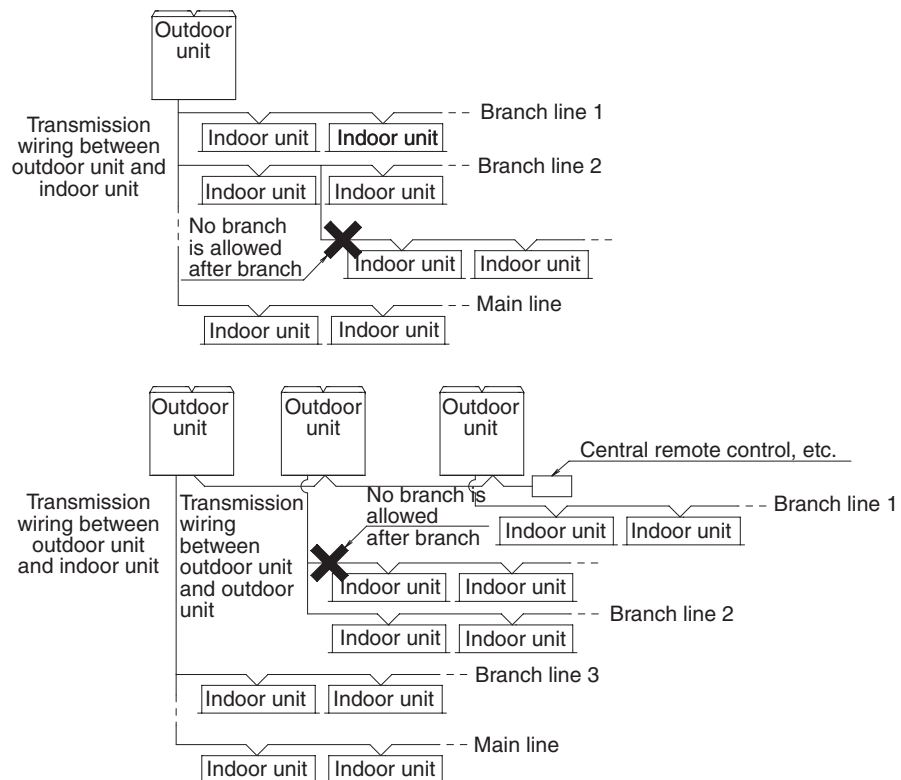 Outdoor
unit
Transmission
wiring between
outdoor unit and
indoor unit
Branch line 1
Indoor unit
Indoor unit
Branch line 2
Indoor unit
Indoor unit
No branch
is allowed
after branch
Indoor unit
Indoor unit
Main line
Indoor unit
Indoor unit
Outdoor
unit
Outdoor
unit
Outdoor
unit
Central remote control, etc.
Transmission
wiring between
outdoor unit
and indoor unit
Transmission
wiring
between
outdoor unit
and outdoor
unit
No branch is
allowed
after branch
Branch line 1
Indoor unit
Indoor unit
Indoor unit
Indoor unit
Branch line 2
Indoor unit
Indoor unit
Branch line 3
Indoor unit
Indoor unit
Main line
Indoor unit
Indoor unit